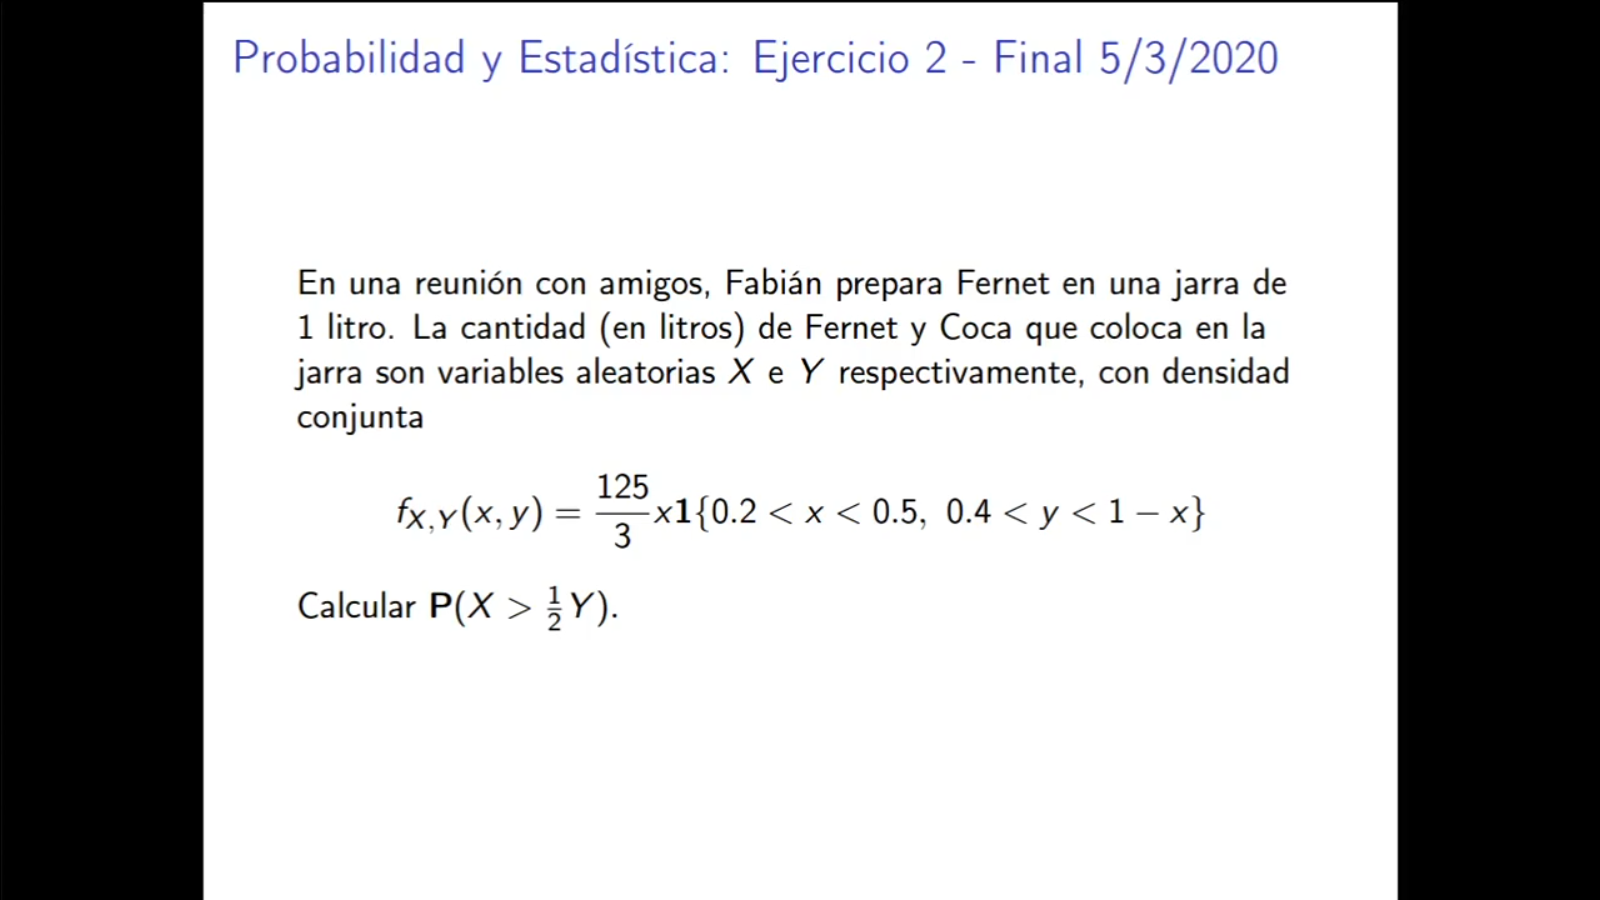 Probabilidad y Estadística: Ejercicio 2 - Final 5/3/2020
En una reunión con amigos, Fabián prepara Fernet en una jarra de
1 litro. La cantidad (en litros) de Fernet y Coca que coloca en la
jarra son variables aleatorias X e Y respectivamente, con densidad
conjunta
f_{X,Y}(x, y) = \frac{125}{3} x 1{0.2 < x < 0.5, 0.4 < y < 1 − x}
Calcular P(X > \frac{1}{2} Y).